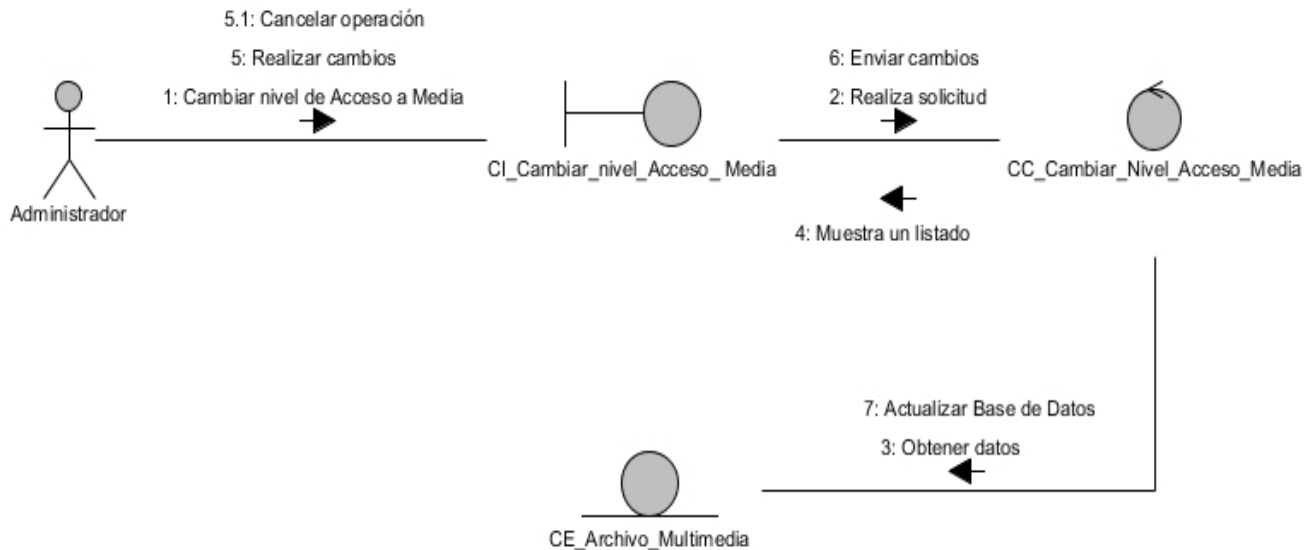 5.1: Cancelar operación
5: Realizar cambios
1: Cambiar nivel de Acceso a Media
6: Enviar cambios
2: Realiza solicitud
Administrador
CI_Cambiar_nivel_Acceso_ Media
CC_Cambiar_Nivel_Acceso_Media
4: Muestra un listado
7: Actualizar Base de Datos
3: Obtener datos
CE_Archivo_Multimedia